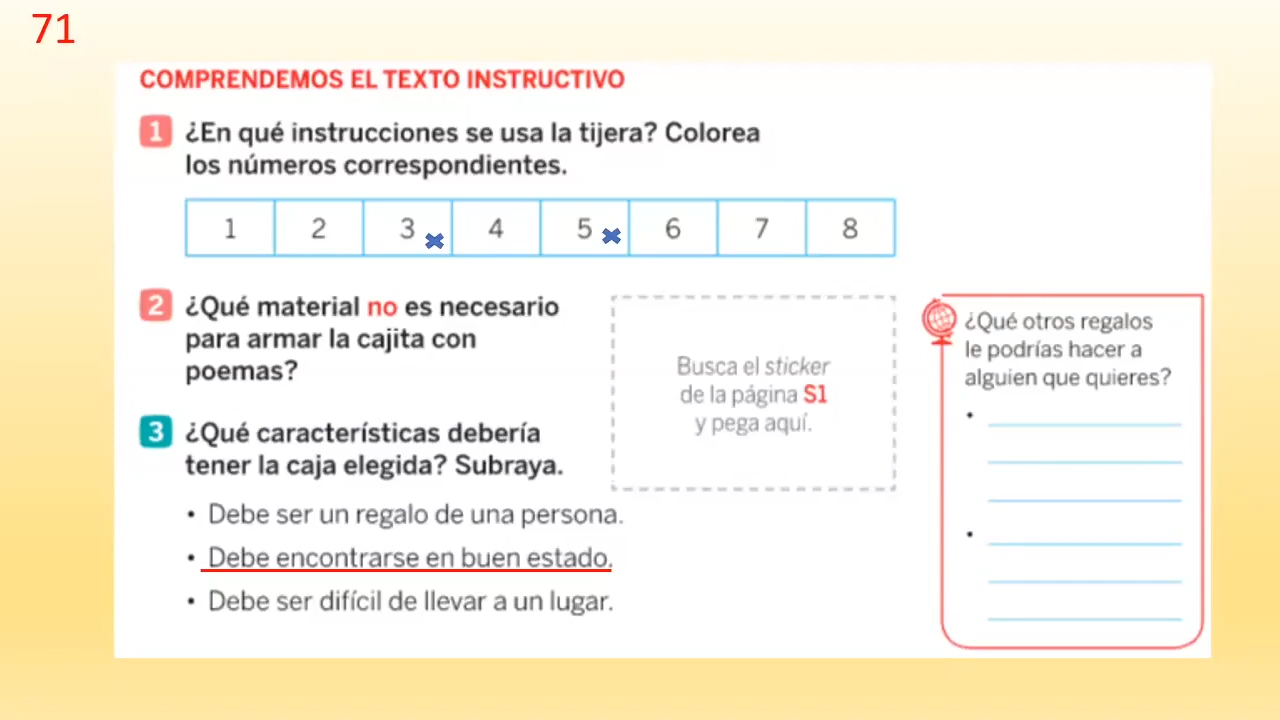 71
COMPRENDEMOS EL TEXTO INSTRUCTIVO
1 ¿En qué instrucciones se usa la tijera? Colorea
los números correspondientes.
1 2 3 4 5 6 7 8
2 ¿Qué material no es necesario
para armar la cajita con
poemas?
Busca el sticker
de la página S1
y pega aquí.
3 ¿Qué características debería
tener la caja elegida? Subraya.
• Debe ser un regalo de una persona.
• Debe encontrarse en buen estado.
• Debe ser difícil de llevar a un lugar.
¿Qué otros regalos
le podrías hacer a
alguien que quieres?
•
•